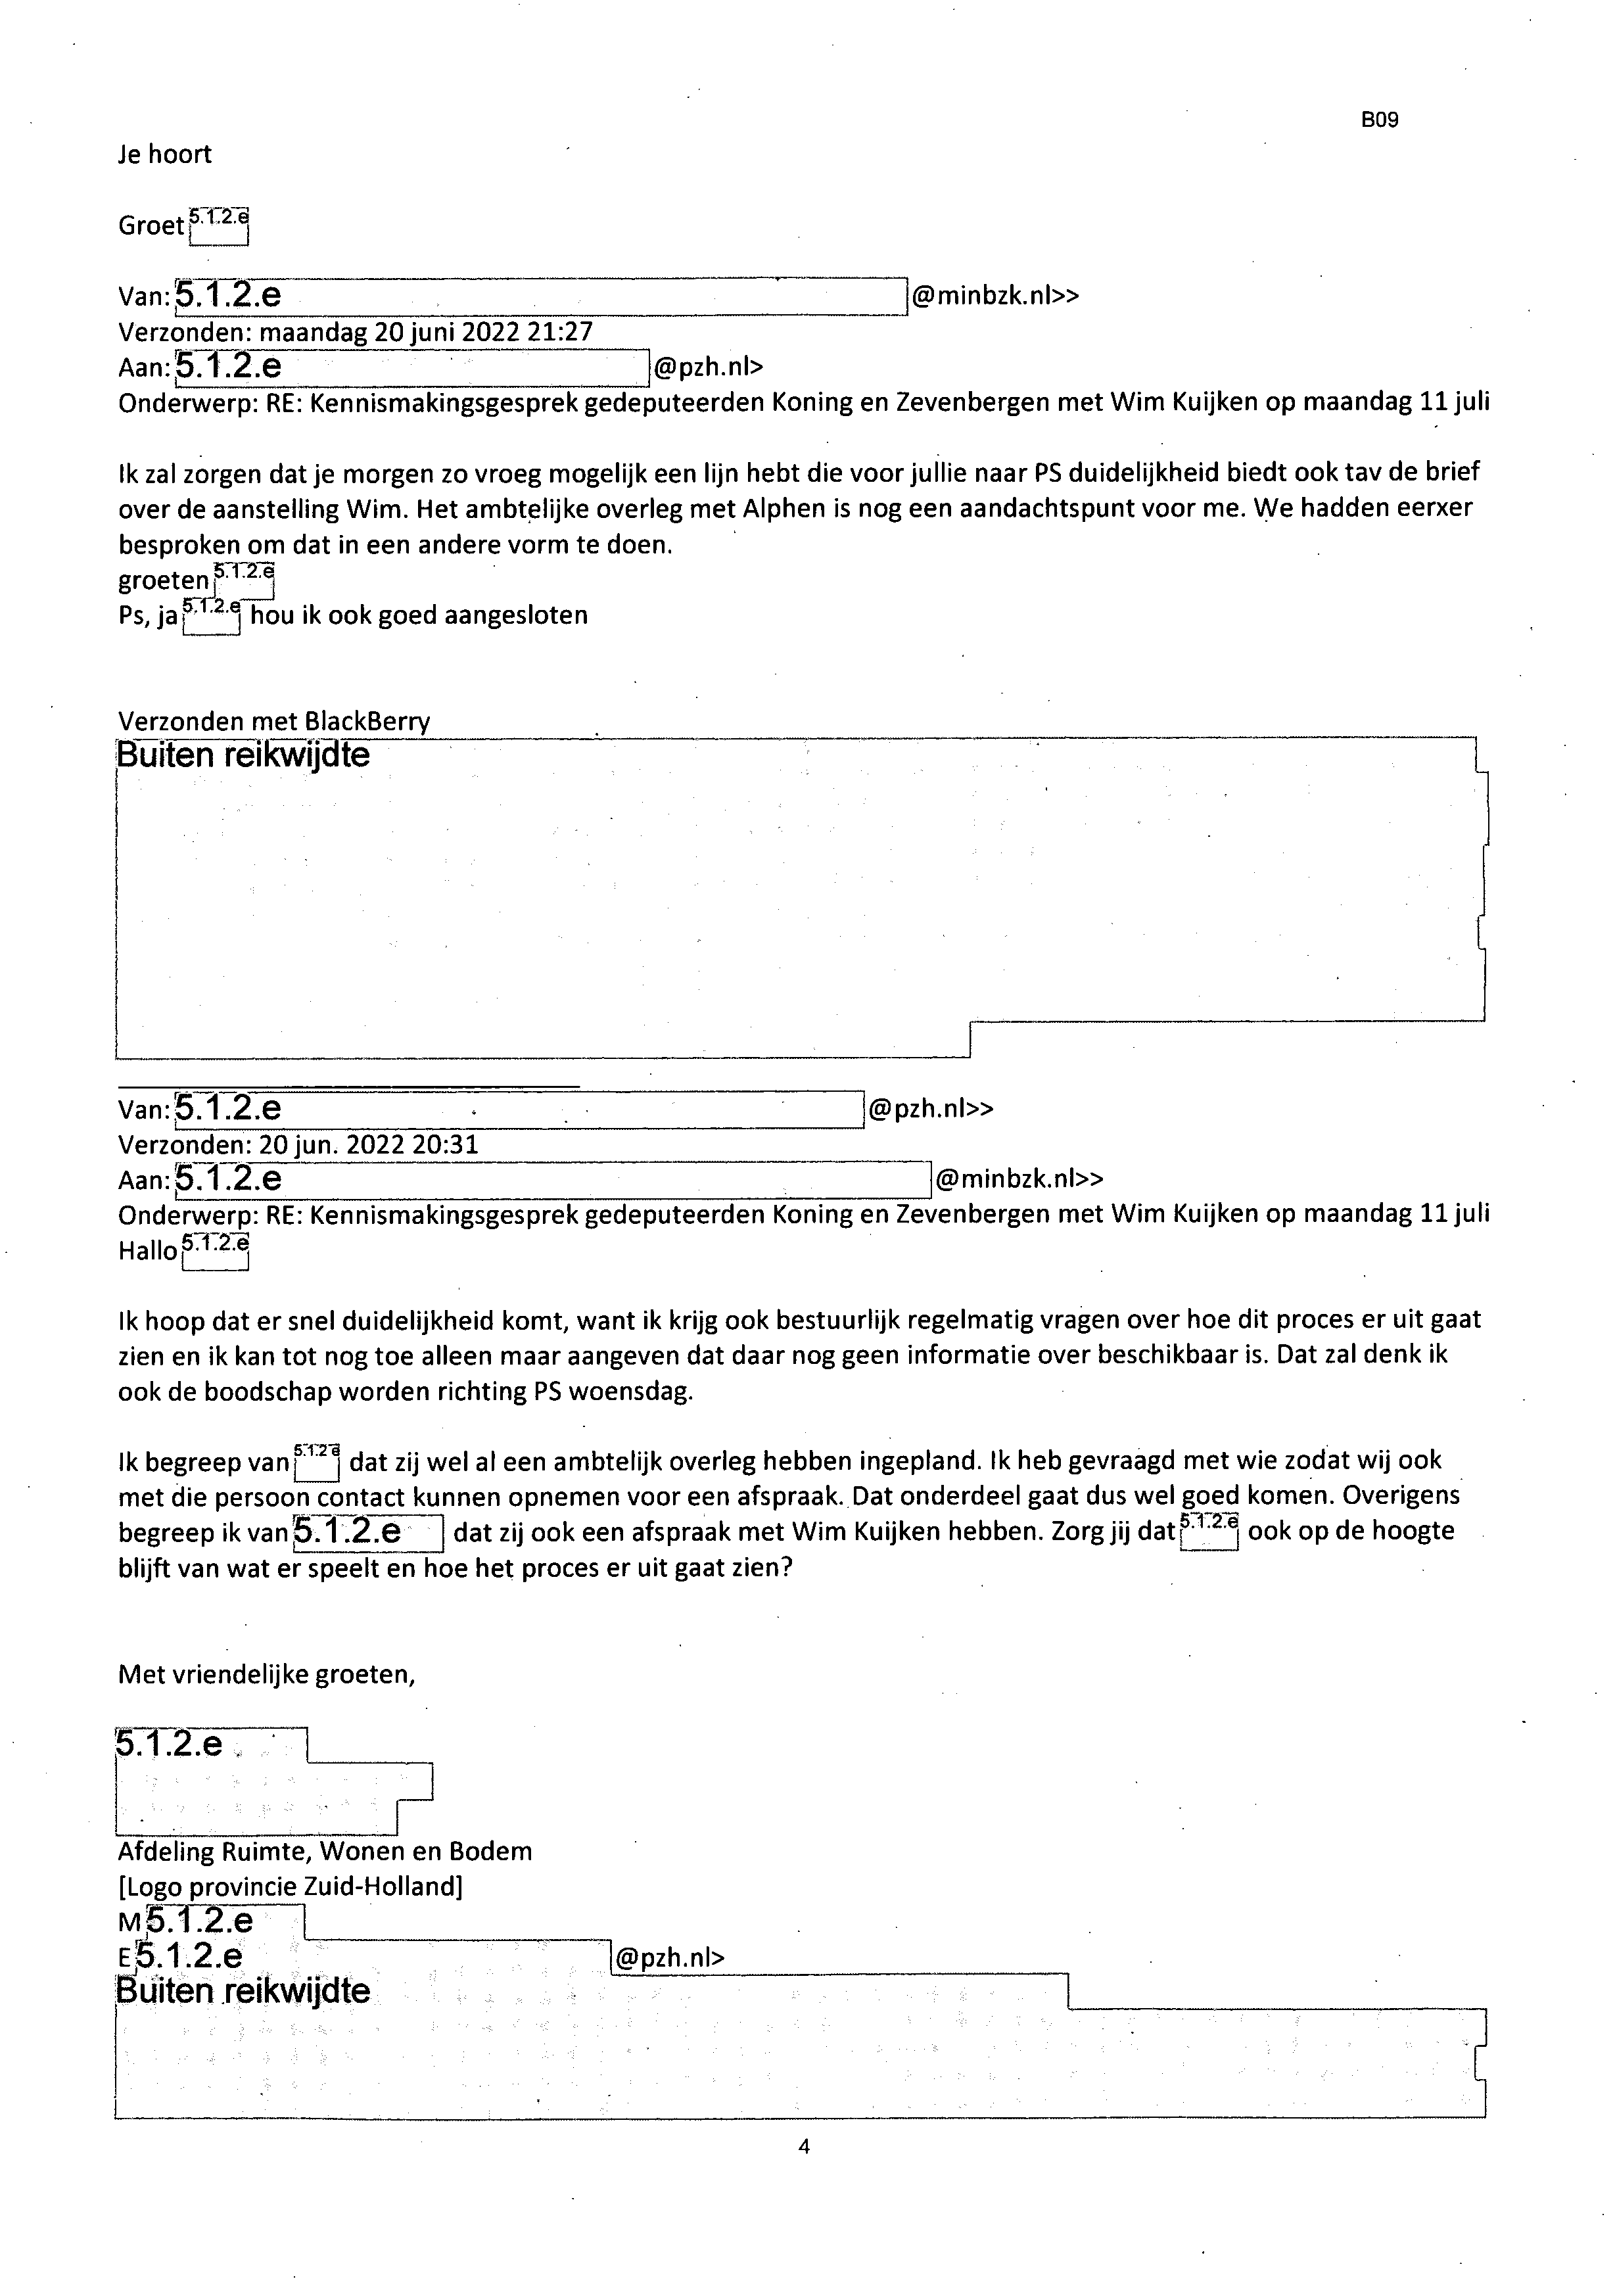 B09
Je hoort
Groet 5.1.2.e
Van: 5.1.2.e @minbzk.nl>>
Verzonden: maandag 20 juni 2022 21:27
Aan: 5.1.2.e @pzh.nl>
Onderwerp: RE: Kennismakingsgesprek gedeputeerden Koning en Zevenbergen met Wim Kuijken op maandag 11 juli
Ik zal zorgen dat je morgen zo vroeg mogelijk een lijn hebt die voor jullie naar PS duidelijkheid biedt ook tav de brief
over de aanstelling Wim. Het ambtelijke overleg met Alphen is nog een aandachtspunt voor me. We hadden eerxer
besproken om dat in een andere vorm te doen.
groeten 5.1.2.e
Ps, ja 5.1.2.e hou ik ook goed aangesloten
Verzonden met BlackBerry
Buiten reikwijdte
Van: 5.1.2.e @pzh.nl>>
Verzonden: 20 jun. 2022 20:31
Aan: 5.1.2.e @minbzk.nl>>
Onderwerp: RE: Kennismakingsgesprek gedeputeerden Koning en Zevenbergen met Wim Kuijken op maandag 11 juli
Hallo 5.1.2.e
Ik hoop dat er snel duidelijkheid komt, want ik krijg ook bestuurlijk regelmatig vragen over hoe dit proces er uit gaat
zien en ik kan tot nog toe alleen maar aangeven dat daar nog geen informatie over beschikbaar is. Dat zal denk ik
ook de boodschap worden richting PS woensdag.
Ik begreep van 5.1.2 e dat zij wel al een ambtelijk overleg hebben ingepland. Ik heb gevraagd met wie zodat wij ook
met die persoon contact kunnen opnemen voor een afspraak. Dat onderdeel gaat dus wel goed komen. Overigens
begreep ik van 5.1.2.e dat zij ook een afspraak met Wim Kuijken hebben. Zorg jij dat 5.1.2.e ook op de hoogte
blijft van wat er speelt en hoe het proces er uit gaat zien?
Met vriendelijke groeten,
5.1.2.e
Afdeling Ruimte, Wonen en Bodem
[Logo provincie Zuid-Holland]
M 5.1.2.e
E 5.1.2.e @pzh.nl>
Buiten reikwijdte
4